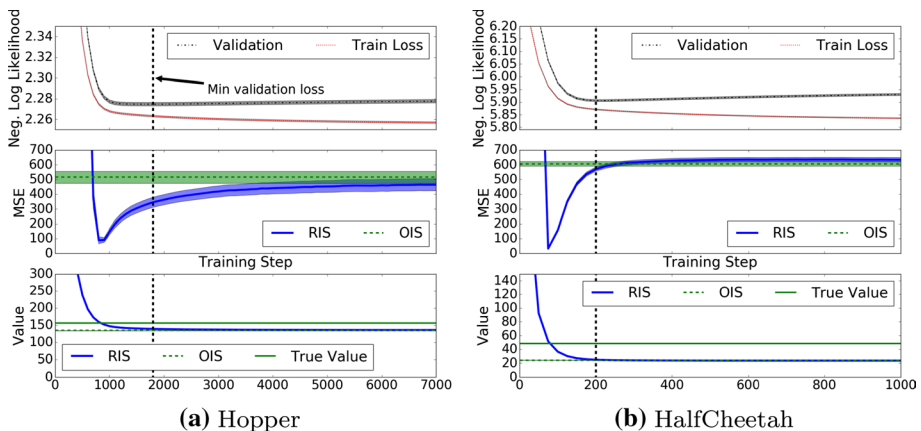 Neg. Log Likelihood
2.34
2.32
2.30
2.28
2.26
Validation
Train Loss
Min validation loss
MSE
700
600
500
400
300
200
100
0
RIS
OIS
Training Step
Value
300
250
200
150
100
50
0
RIS
OIS
True Value
0
1000
2000
3000
4000
5000
6000
7000
(a) Hopper
Neg. Log Likelihood
6.20
6.15
6.10
6.05
6.00
5.95
5.90
5.85
5.80
Validation
Train Loss
MSE
700
600
500
400
300
200
100
0
RIS
OIS
Training Step
Value
140
120
100
80
60
40
20
0
RIS
OIS
True Value
0
200
400
600
800
1000
(b) HalfCheetah